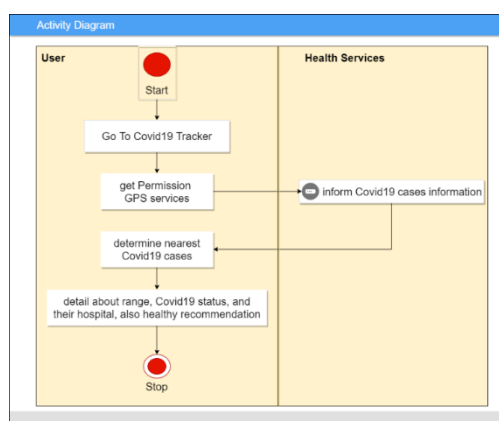 Activity Diagram
User
Health Services
Start
Go To Covid19 Tracker
get Permission
GPS services
inform Covid19 cases information
determine nearest
Covid19 cases
detail about range, Covid19 status, and
their hospital, also healthy recommendation
Stop